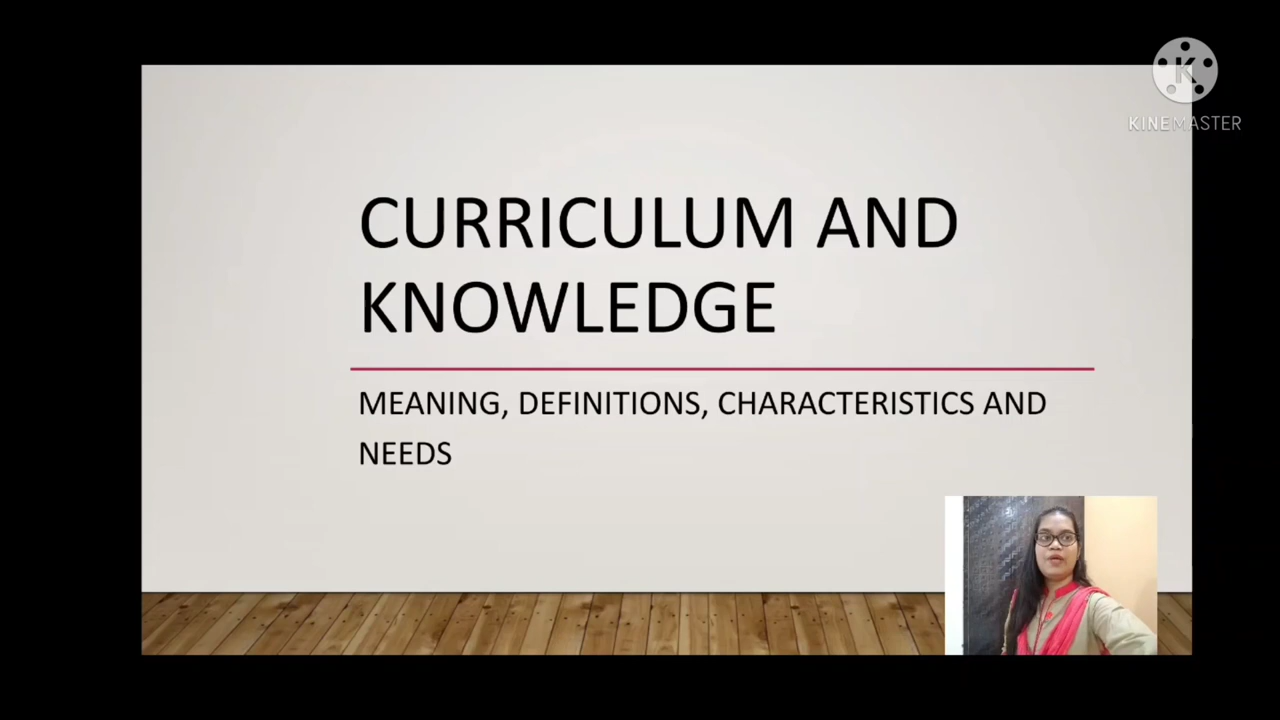 K
KINEMASTER
CURRICULUM AND
KNOWLEDGE
MEANING, DEFINITIONS, CHARACTERISTICS AND
NEEDS